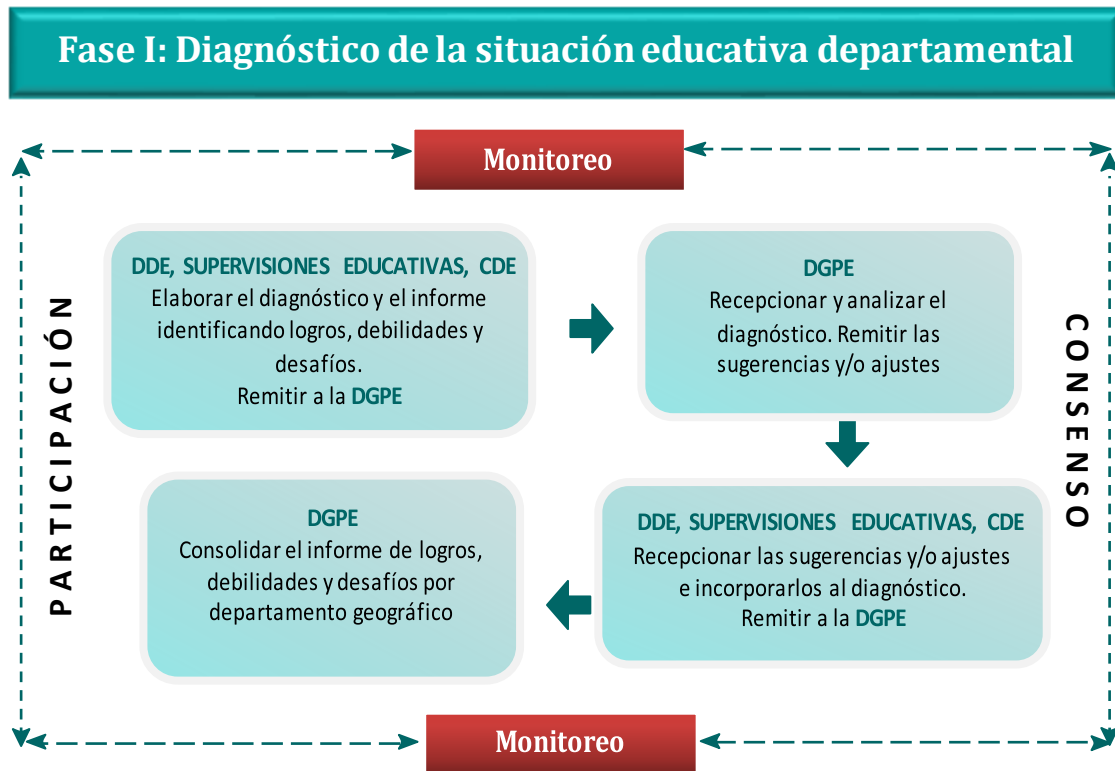 Fase I: Diagnóstico de la situación educativa departamental
Monitoreo
PARTICIPACIÓN
DDE, SUPERVISIONES EDUCATIVAS, CDE
Elaborar el diagnóstico y el informe
identificando logros, debilidades y
desafíos.
Remitir a la DGPE
DGPE
Recepcionar y analizar el
diagnóstico. Remitir las
sugerencias y/o ajustes
CONSENSO
DDE, SUPERVISIONES EDUCATIVAS, CDE
Recepcionar las sugerencias y/o ajustes
e incorporarlos al diagnóstico.
Remitir a la DGPE
DGPE
Consolidar el informe de logros,
debilidades y desafíos por
departamento geográfico
Monitoreo